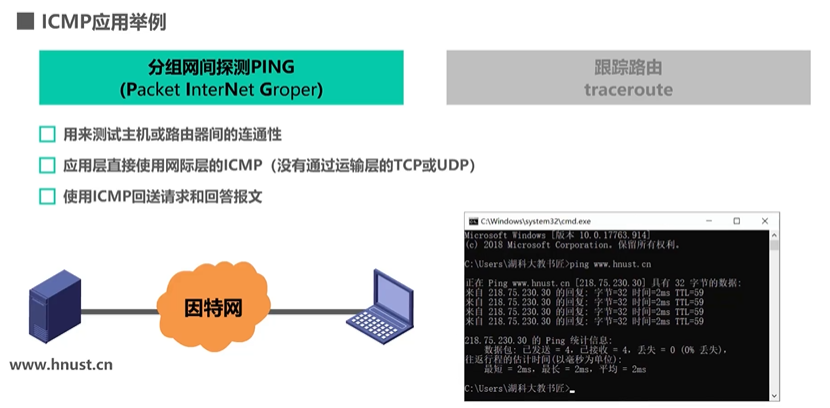 ICMP应用举例
分组网间探测PING
(Packet InterNet Groper)
跟踪路由
traceroute
用来测试主机或路由器间的连通性
应用层直接使用网际层的ICMP（没有通过运输层的TCP或UDP）
使用ICMP回送请求和回答报文
因特网
www.hnust.cn
C:\Windows\system32\cmd.exe
Microsoft Windows [版本 10.0.17763.914]
(c) 2018 Microsoft Corporation。保留所有权利。
C:\Users\湖科大教书匠>ping www.hnust.cn
正在 Ping www.hnust.cn [218.75.230.30] 具有 32 字节的数据:
来自 218.75.230.30 的回复: 字节=32 时间=2ms TTL=59
来自 218.75.230.30 的回复: 字节=32 时间=2ms TTL=59
来自 218.75.230.30 的回复: 字节=32 时间=2ms TTL=59
来自 218.75.230.30 的回复: 字节=32 时间=2ms TTL=59
218.75.230.30 的 Ping 统计信息:
数据包: 已发送 = 4，已接收 = 4，丢失 = 0 (0% 丢失)，
往返行程的估计时间(以毫秒为单位):
最短 = 2ms，最长 = 2ms，平均 = 2ms
C:\Users\湖科大教书匠>